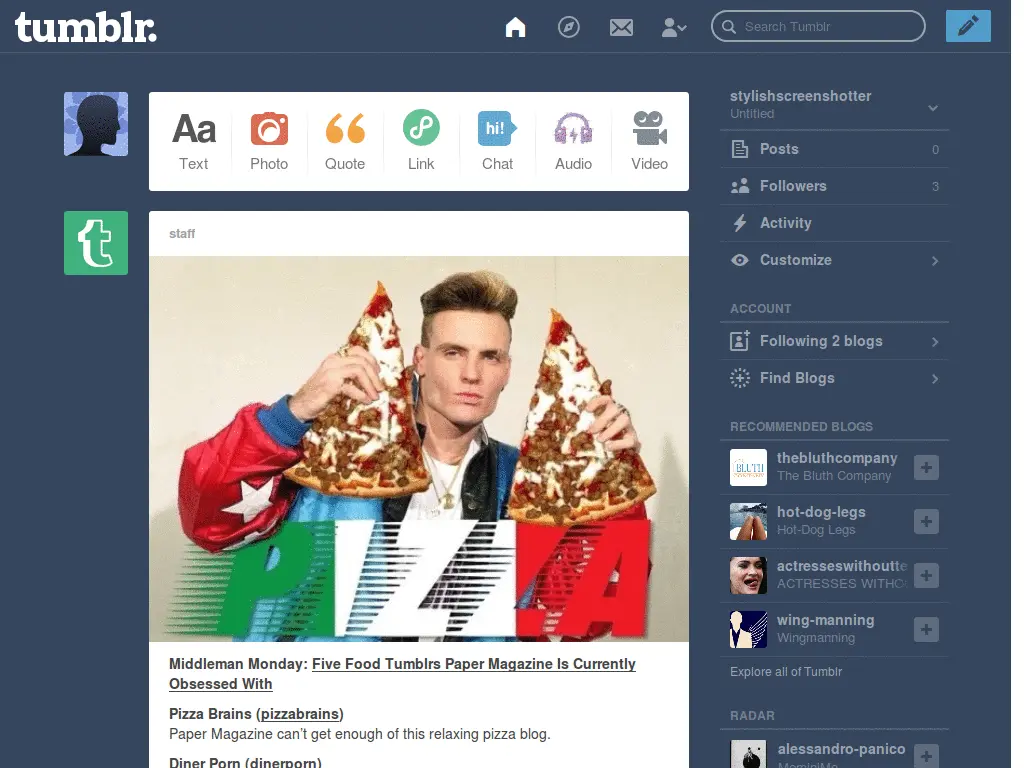 tumblr.
Search Tumblr
Aa
hi!
Text
Photo
Quote
Link
Chat
Audio
Video
t
staff
PIZZA
Middleman Monday: Five Food Tumblrs Paper Magazine Is Currently
Obsessed With
Pizza Brains (pizzabrains)
Paper Magazine can't get enough of this relaxing pizza blog.
Diner Porn (dinerporn)
stylishscreenshotter
Untitled
Posts 0
Followers 3
Activity
Customize
ACCOUNT
Following 2 blogs
Find Blogs
RECOMMENDED BLOGS
BLUTH
thebluthcompany
The Bluth Company
hot-dog-legs
Hot-Dog Legs
actresseswithoutte
ACTRESSES WITHO
wing-manning
Wingmanning
Explore all of Tumblr
RADAR
alessandro-panico
MeminiMe